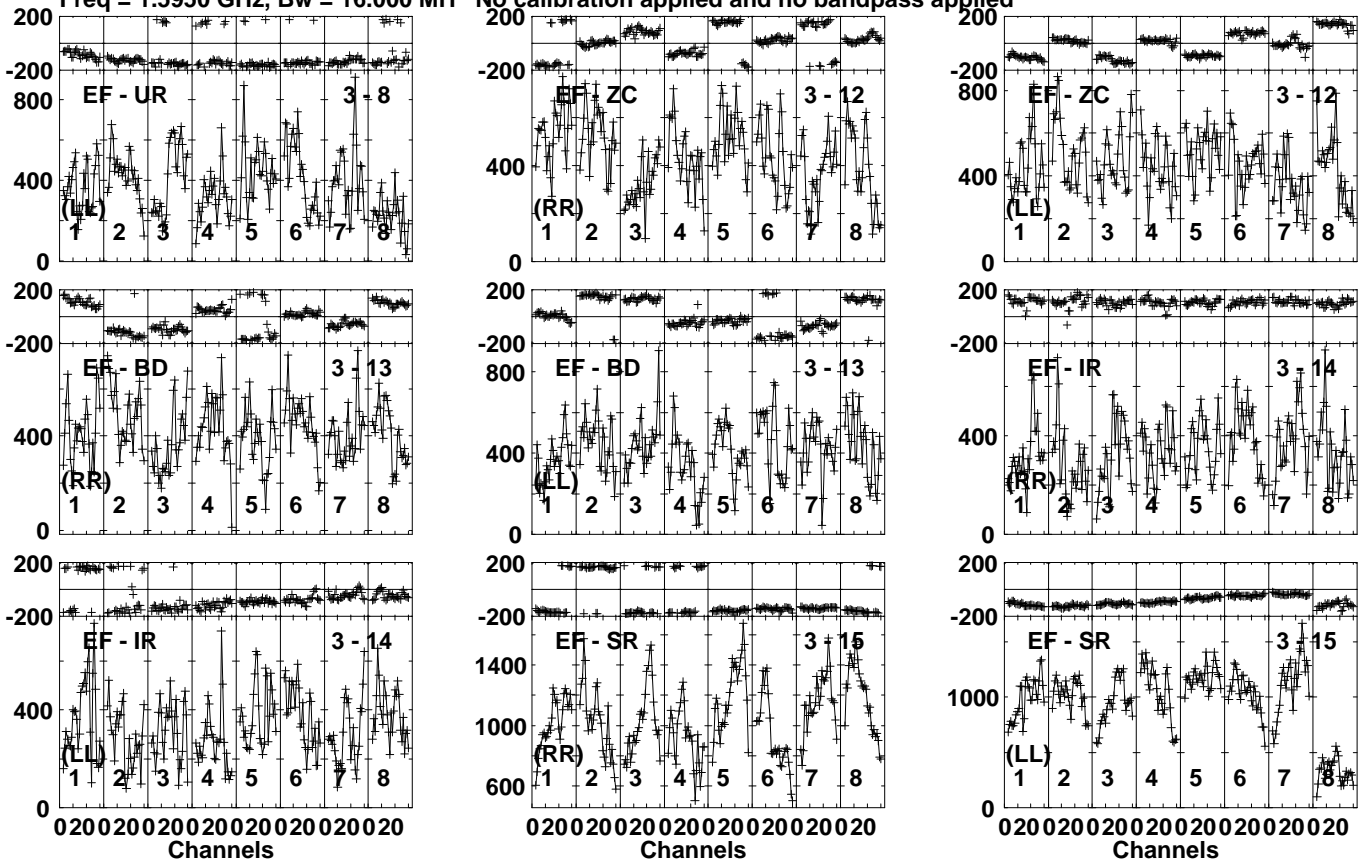 Freq = 1.5950 GHz, Bw = 16.000 MH No calibration applied and no bandpass applied
200
-200
800
400
0
EF - UR 3 - 8
(LL)
1 2 3 4 5 6 7 8
200
-200
400
0
EF - ZC 3 - 12
(RR)
1 2 3 4 5 6 7 8
200
-200
800
400
0
EF - ZC 3 - 12
(LL)
1 2 3 4 5 6 7 8
200
-200
400
0
EF - BD 3 - 13
(RR)
1 2 3 4 5 6 7 8
200
-200
800
400
0
EF - BD 3 - 13
(LL)
1 2 3 4 5 6 7 8
200
-200
400
0
EF - IR 3 - 14
(RR)
1 2 3 4 5 6 7 8
200
-200
400
0
EF - IR 3 - 14
(LL)
1 2 3 4 5 6 7 8
0 20 0 20 0 20 0 20 0 20 0 20 0 20 0 20
Channels
200
-200
1400
1000
600
EF - SR 3 - 15
(RR)
1 2 3 4 5 6 7 8
0 20 0 20 0 20 0 20 0 20 0 20 0 20 0 20
Channels
200
-200
1000
0
EF - SR 3 - 15
(LL)
1 2 3 4 5 6 7 8
0 20 0 20 0 20 0 20 0 20 0 20 0 20 0 20
Channels